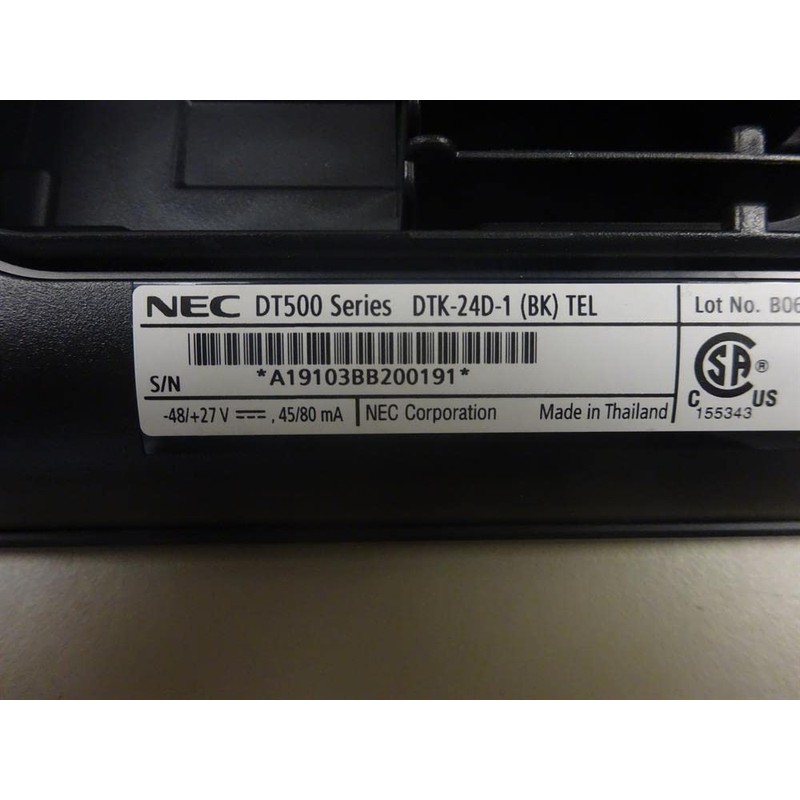 NEC DT500 Series DTK-24D-1 (BK) TEL
S/N *A19103BB200191*
-48/+27 V ⎓, 45/80 mA NEC Corporation Made in Thailand
Lot No. B06
CSA ®
C US
155343